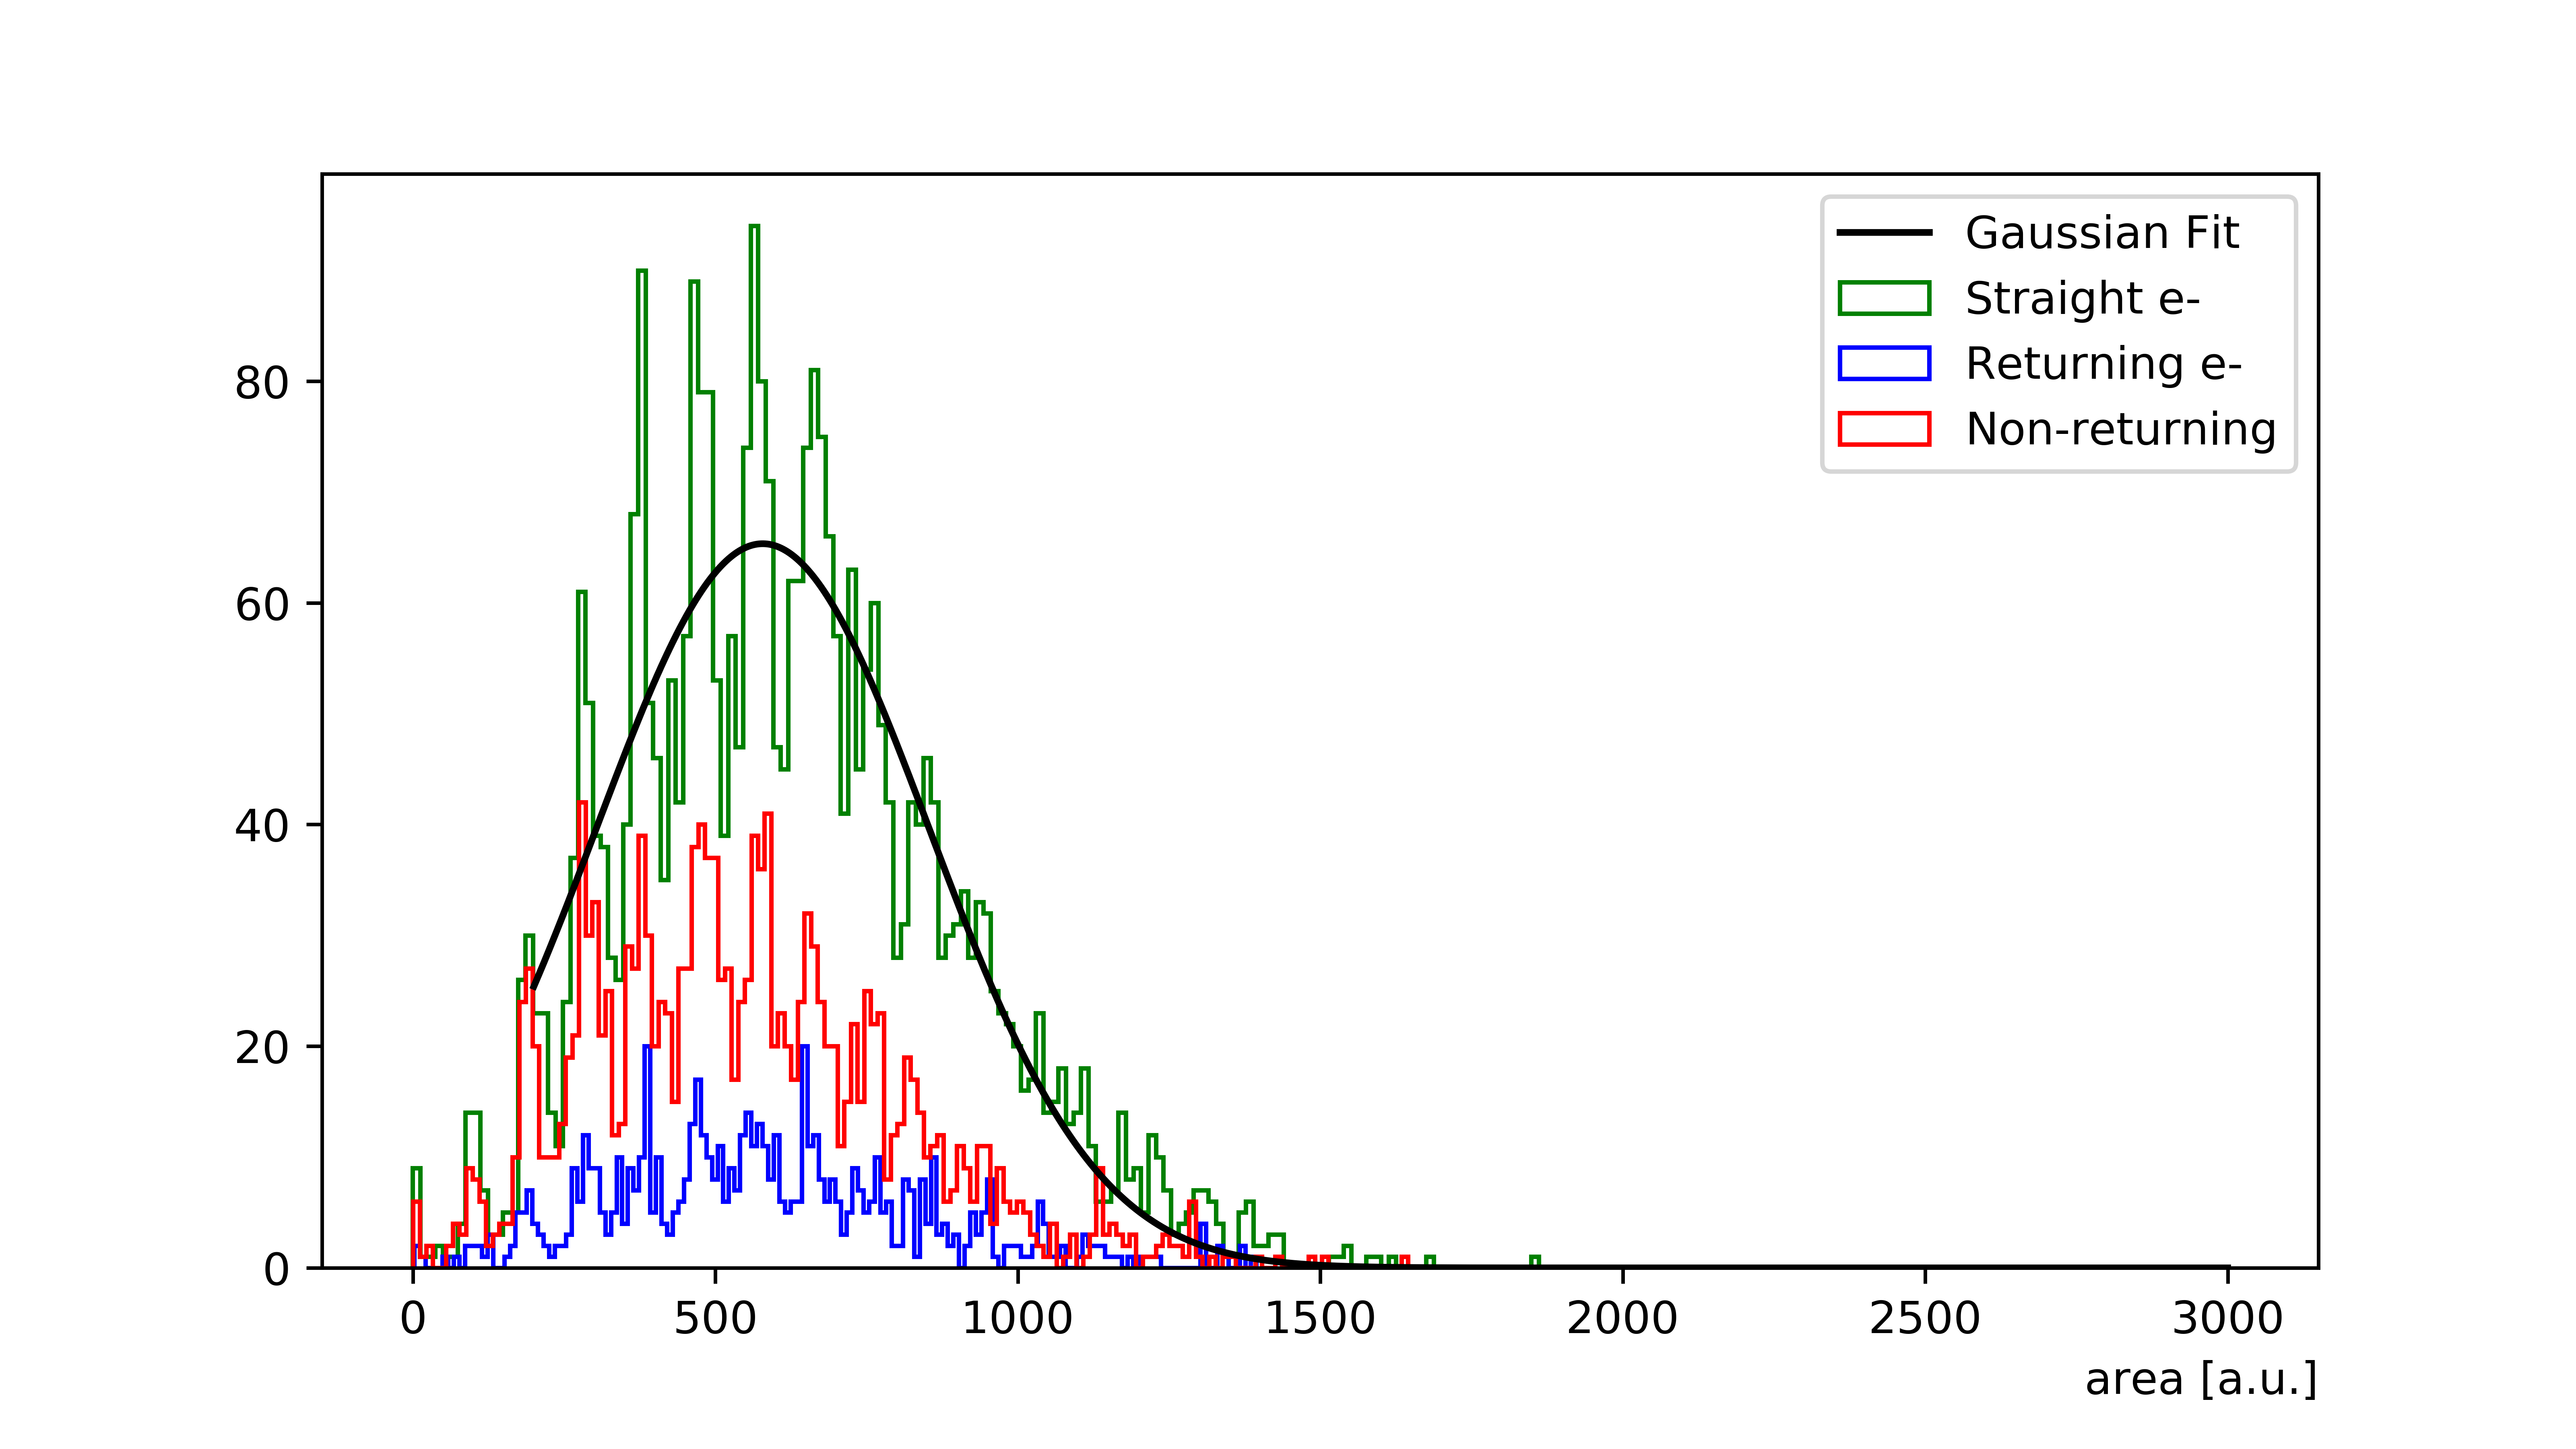 Gaussian Fit
Straight e-
Returning e-
Non-returning
80
60
40
20
0
0 500 1000 1500 2000 2500 3000
area [a.u.]